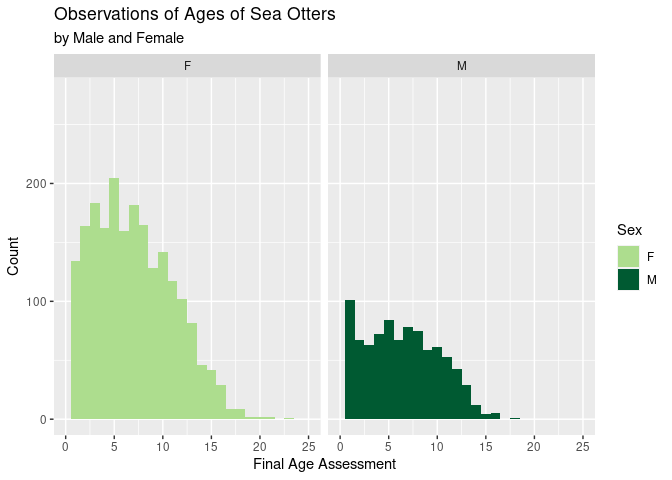 Observations of Ages of Sea Otters
by Male and Female
F
M
200
100
0
Count
0 5 10 15 20 25
0 5 10 15 20 25
Final Age Assessment
Sex
F
M